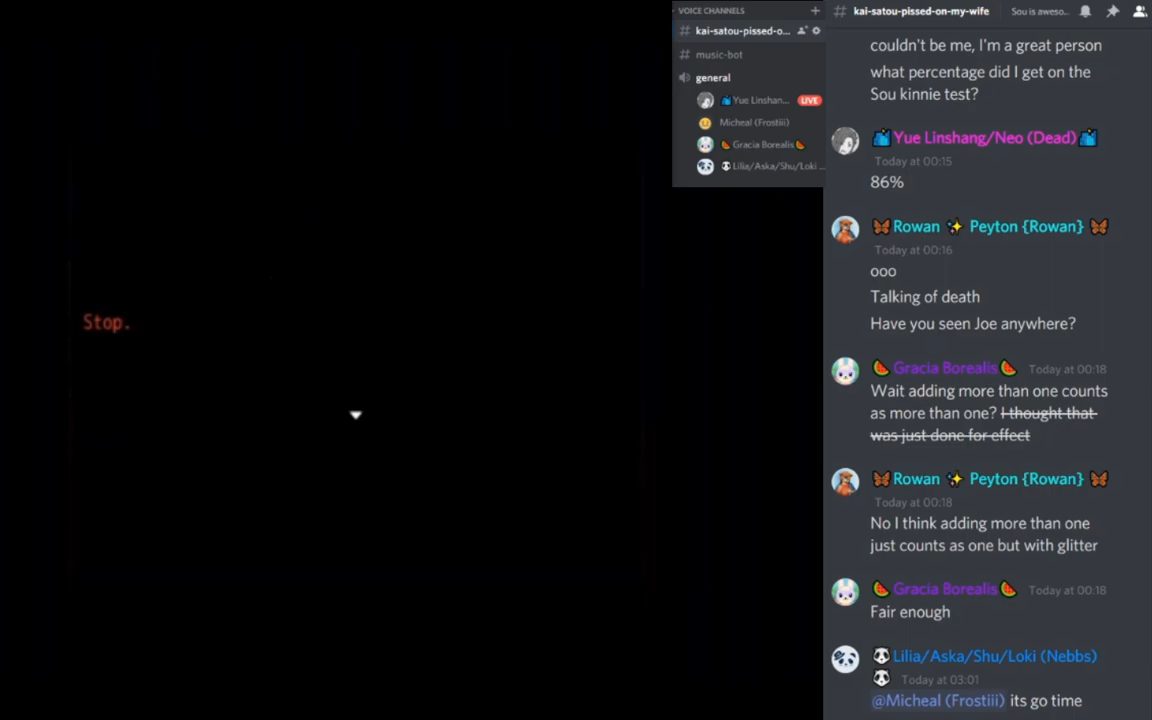 Stop.
VOICE CHANNELS
kai-satou-pissed-o...
music-bot
general
Yue Linshan... LIVE
Micheal (Frostiii)
🍉Gracia Borealis🍉
🐼Lilia/Aska/Shu/Loki ...
# kai-satou-pissed-on-my-wife Sou is aweso...
couldn't be me, I'm a great person
what percentage did I get on the
Sou kinnie test?
Yue Linshang/Neo (Dead)
Today at 00:15
86%
🦋Rowan ✨ Peyton {Rowan} 🦋
Today at 00:16
ooo
Talking of death
Have you seen Joe anywhere?
🍉Gracia Borealis🍉 Today at 00:18
Wait adding more than one counts
as more than one? I thought that
was just done for effect
🦋Rowan ✨ Peyton {Rowan} 🦋
Today at 00:18
No I think adding more than one
just counts as one but with glitter
🍉Gracia Borealis🍉 Today at 00:18
Fair enough
🐼Lilia/Aska/Shu/Loki (Nebbs)
🐼 Today at 03:01
@Micheal (Frostiii) its go time